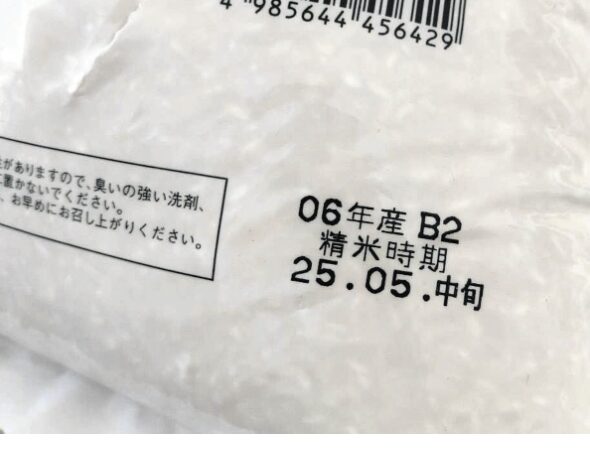 4 985644 456429
がありますので、臭いの強い洗剤、
置かないでください。
、お早めにお召し上がりください。
06年産 B2
精米時期
25.05.中旬